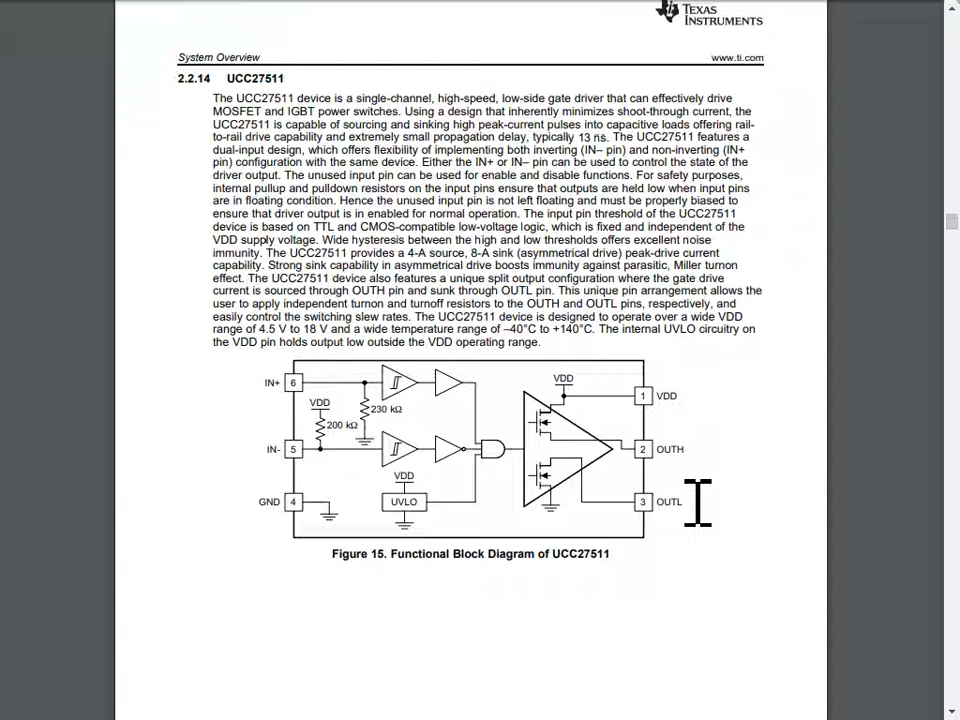 TEXAS
INSTRUMENTS
System Overview www.ti.com
2.2.14 UCC27511
The UCC27511 device is a single-channel, high-speed, low-side gate driver that can effectively drive
MOSFET and IGBT power switches. Using a design that inherently minimizes shoot-through current, the
UCC27511 is capable of sourcing and sinking high peak-current pulses into capacitive loads offering rail-
to-rail drive capability and extremely small propagation delay, typically 13 ns. The UCC27511 features a
dual-input design, which offers flexibility of implementing both inverting (IN– pin) and non-inverting (IN+
pin) configuration with the same device. Either the IN+ or IN– pin can be used to control the state of the
driver output. The unused input pin can be used for enable and disable functions. For safety purposes,
internal pullup and pulldown resistors on the input pins ensure that outputs are held low when input pins
are in floating condition. Hence the unused input pin is not left floating and must be properly biased to
ensure that driver output is in enabled for normal operation. The input pin threshold of the UCC27511
device is based on TTL and CMOS-compatible low-voltage logic, which is fixed and independent of the
VDD supply voltage. Wide hysteresis between the high and low thresholds offers excellent noise
immunity. The UCC27511 provides a 4-A source, 8-A sink (asymmetrical drive) peak-drive current
capability. Strong sink capability in asymmetrical drive boosts immunity against parasitic, Miller turnon
effect. The UCC27511 device also features a unique split output configuration where the gate drive
current is sourced through OUTH pin and sunk through OUTL pin. This unique pin arrangement allows the
user to apply independent turnon and turnoff resistors to the OUTH and OUTL pins, respectively, and
easily control the switching slew rates. The UCC27511 device is designed to operate over a wide VDD
range of 4.5 V to 18 V and a wide temperature range of –40°C to +140°C. The internal UVLO circuitry on
the VDD pin holds output low outside the VDD operating range.
IN+ 6
VDD
230 kΩ
200 kΩ
VDD
1 VDD
IN- 5
2 OUTH
VDD
GND 4
UVLO
3 OUTL
Figure 15. Functional Block Diagram of UCC27511